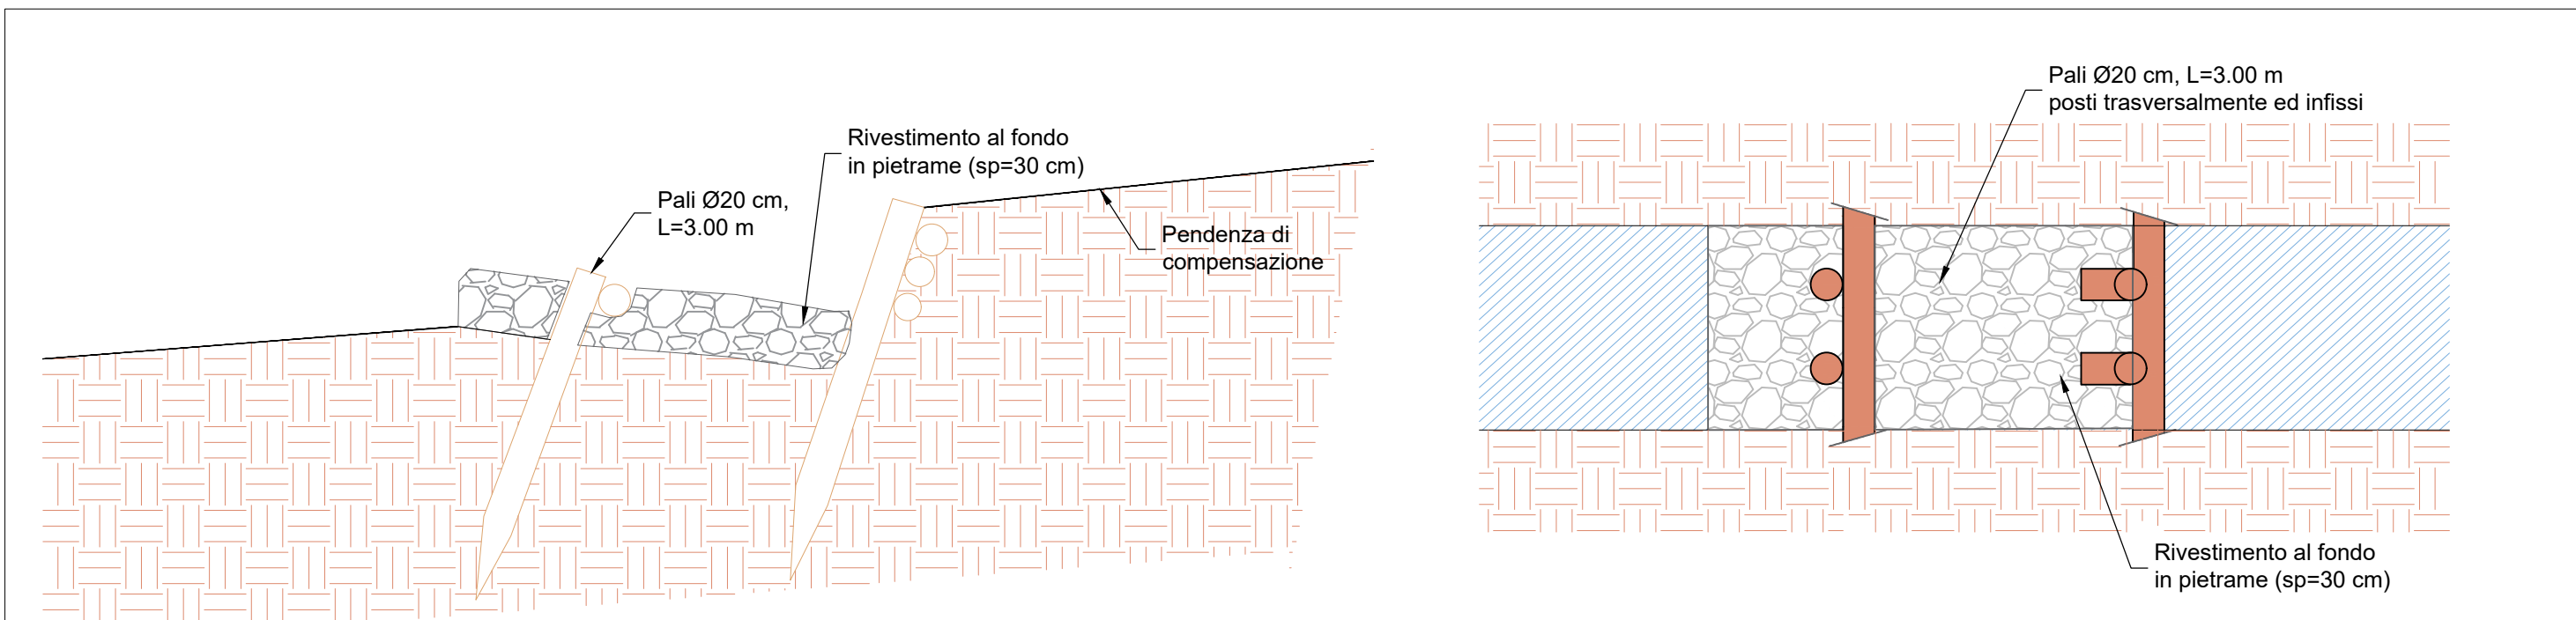 Rivestimento al fondo
in pietrame (sp=30 cm)
Pali Ø20 cm,
L=3.00 m
Pendenza di
compensazione
Pali Ø20 cm, L=3.00 m
posti trasversalmente ed infissi
Rivestimento al fondo
in pietrame (sp=30 cm)